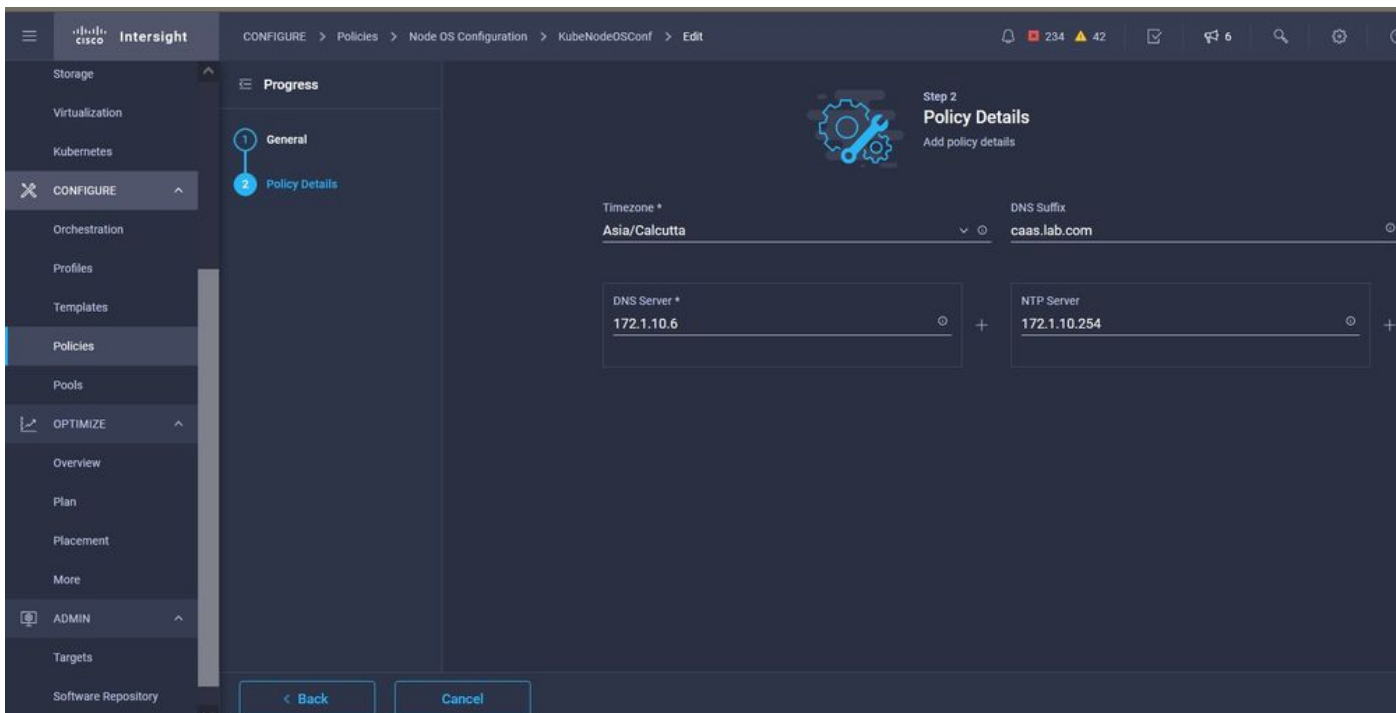 cisco Intersight
CONFIGURE > Policies > Node OS Configuration > KubeNodeOSConf > Edit
234 42 6
Storage
Virtualization
Kubernetes
CONFIGURE
Orchestration
Profiles
Templates
Policies
Pools
OPTIMIZE
Overview
Plan
Placement
More
ADMIN
Targets
Software Repository
Progress
1 General
2 Policy Details
Step 2
Policy Details
Add policy details
Timezone *
Asia/Calcutta
DNS Suffix
caas.lab.com
DNS Server *
172.1.10.6
NTP Server
172.1.10.254
< Back
Cancel